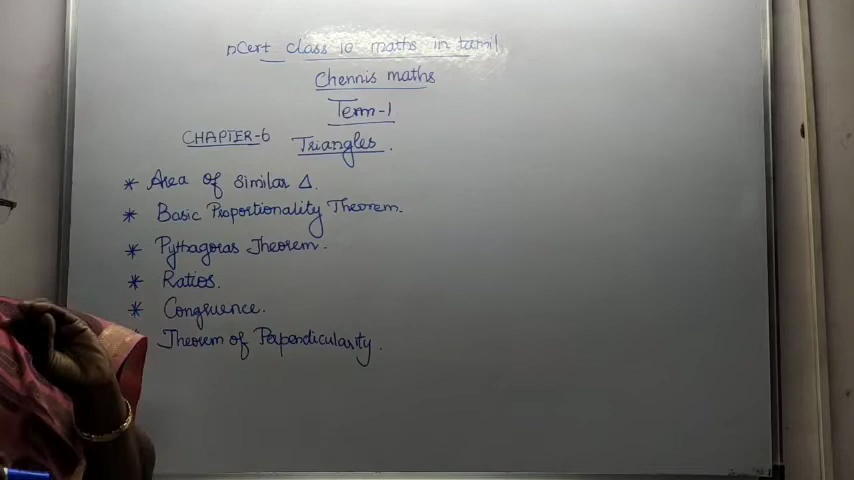 nCert class 10 maths in tamil
Chennis maths
Term-1
CHAPTER-6 Triangles.
* Area of Similar Δ.
* Basic Proportionality Theorem.
* Pythagoras Theorem.
* Ratios.
* Congruence.
Theorem of Perpendicularity.